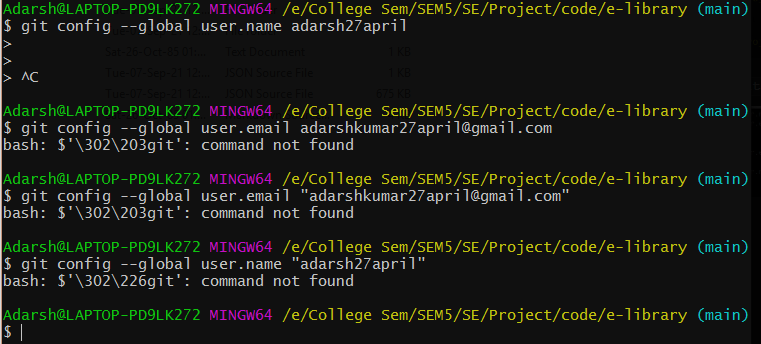 Adarsh@LAPTOP-PD9LK272 MINGW64 /e/College Sem/SEM5/SE/Project/code/e-library (main)
$ git config --global user.name adarsh27april
>
>
> ^C
Adarsh@LAPTOP-PD9LK272 MINGW64 /e/College Sem/SEM5/SE/Project/code/e-library (main)
$ git config --global user.email adarshkumar27april@gmail.com
bash: $'\302\203git': command not found
Adarsh@LAPTOP-PD9LK272 MINGW64 /e/College Sem/SEM5/SE/Project/code/e-library (main)
$ git config --global user.email "adarshkumar27april@gmail.com"
bash: $'\302\203git': command not found
Adarsh@LAPTOP-PD9LK272 MINGW64 /e/College Sem/SEM5/SE/Project/code/e-library (main)
$ git config --global user.name "adarsh27april"
bash: $'\302\226git': command not found
Adarsh@LAPTOP-PD9LK272 MINGW64 /e/College Sem/SEM5/SE/Project/code/e-library (main)
$